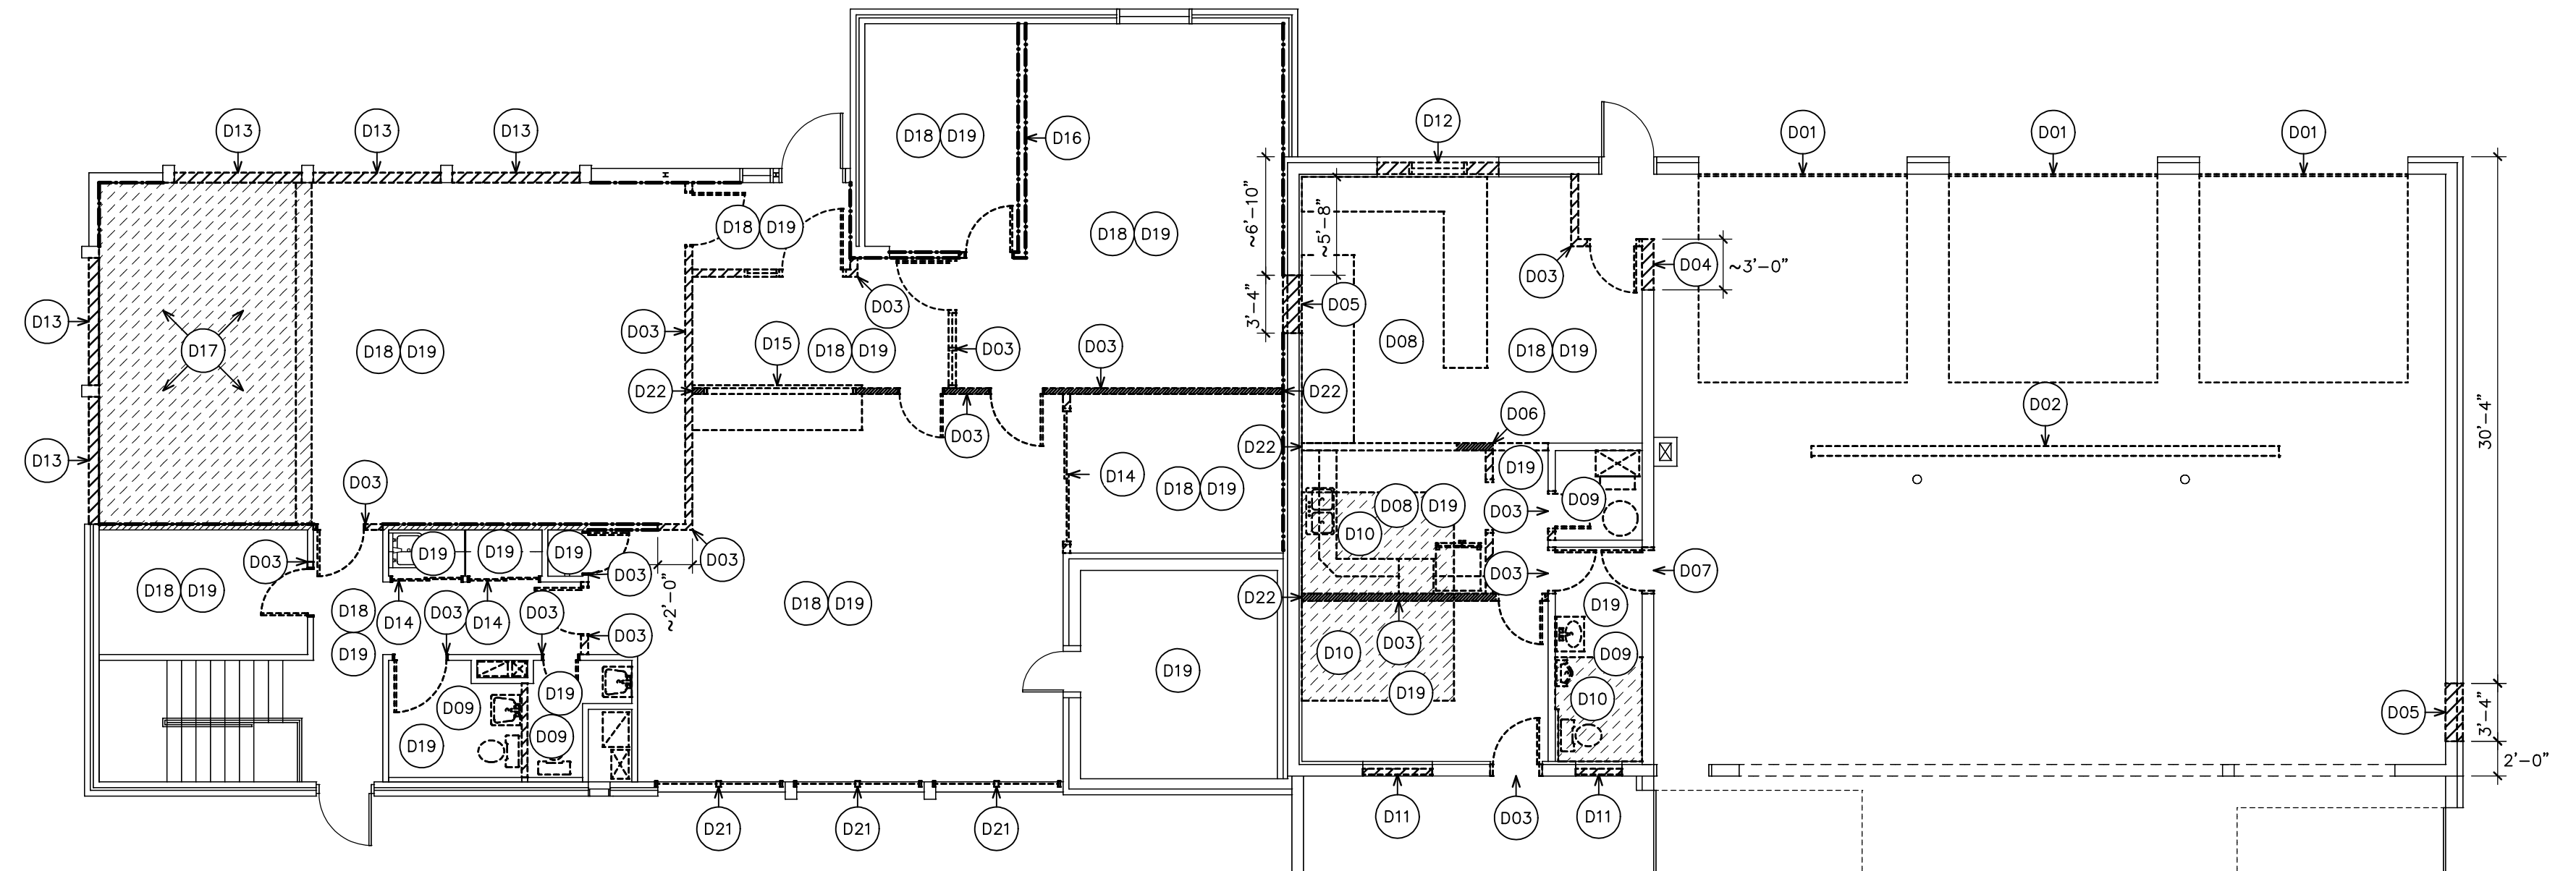 D12
D13 D13 D13
D01 D01 D01
D18 D19
D16
~6'-10"
~5'-8"
D18 D19
D18 D19
D03
D04
~3'-0"
D03
D05
3'-4"
D13
D03
D15
D18 D19
D03
D03
D08
D18 D19
D17
D18 D19
D22
D22
D02
D06
30'-4"
D03
D22
D13
D14
D18 D19
D19
D03
D08 D19
D09
D03
D10
D19 D19 D19
D03
D03
D03
D03
D07
D18 D19
~2'-0"
D18
D19
D14
D03
D14
D03
D03
D18 D19
D22
D19
D03
D10
D09
D19
D19
D19
D10
D09
D09
D19
D05
3'-4"
2'-0"
D21 D21 D21
D11
D03
D11